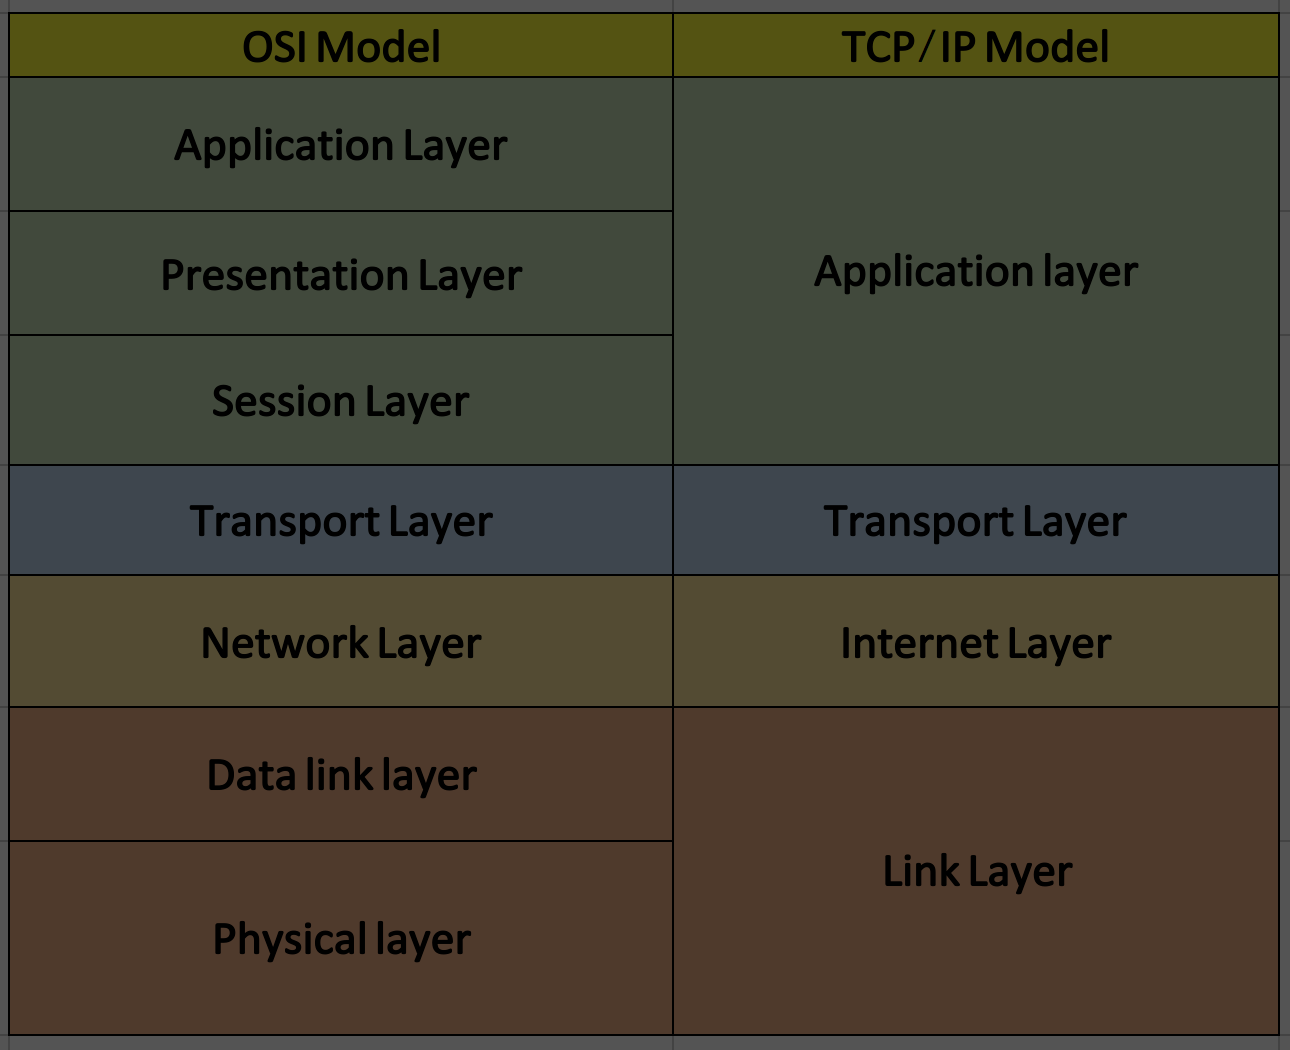 OSI Model
TCP/IP Model
Application Layer
Presentation Layer
Session Layer
Application layer
Transport Layer
Transport Layer
Network Layer
Internet Layer
Data link layer
Physical layer
Link Layer